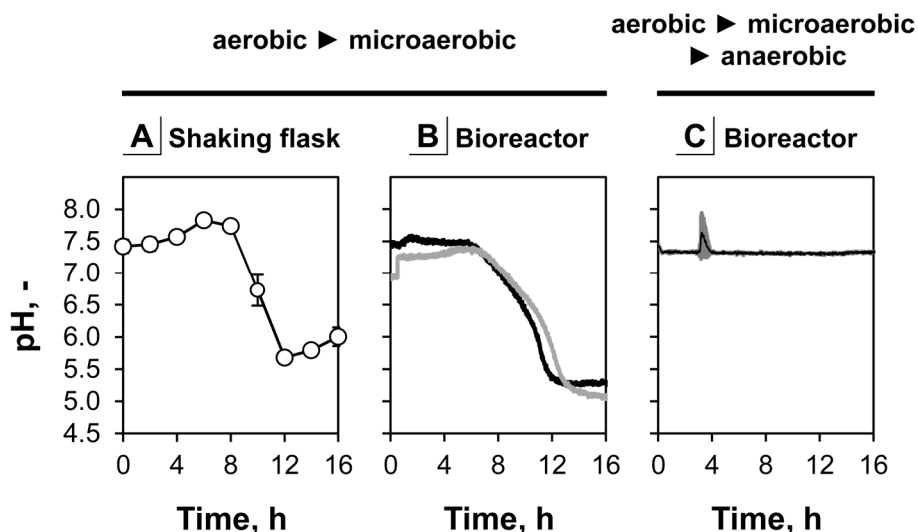 aerobic ► microaerobic
aerobic ► microaerobic
► anaerobic
A Shaking flask
B Bioreactor
C Bioreactor
pH, -
8.0
7.5
7.0
6.5
6.0
5.5
5.0
4.5
0 4 8 12 16
0 4 8 12 16
0 4 8 12 16
Time, h
Time, h
Time, h